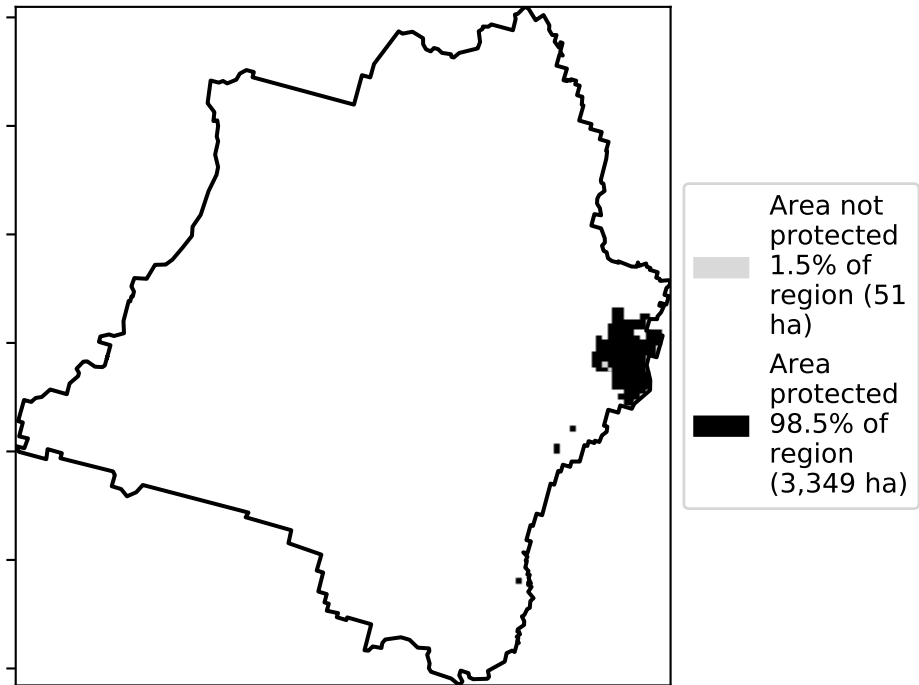 Area not
protected
1.5% of
region (51
ha)
Area
protected
98.5% of
region
(3,349 ha)